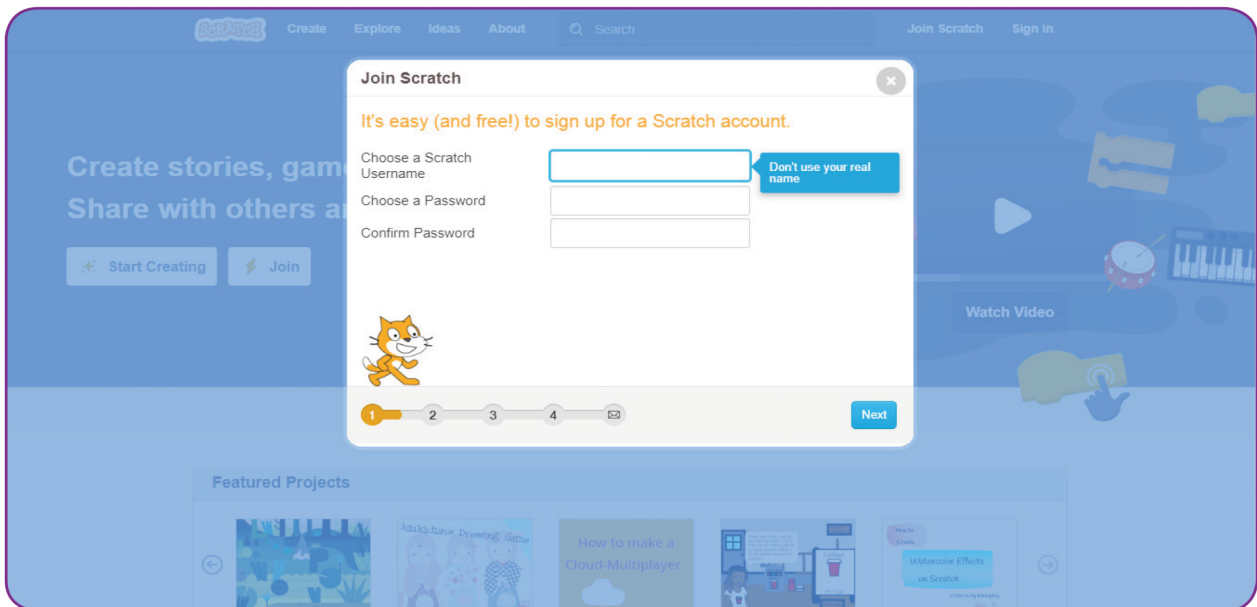 SCRATCH Create Explore Ideas About Search Join Scratch Sign in
Join Scratch
It's easy (and free!) to sign up for a Scratch account.
Choose a Scratch
Username
Don't use your real
name
Choose a Password
Confirm Password
Create stories, gam
Share with others a
Start Creating Join
Watch Video
1 2 3 4 Next
Featured Projects
Drawing Game
How to make a
Cloud-Multiplayer
How to
Create
Watercolor Effects
on Scratch